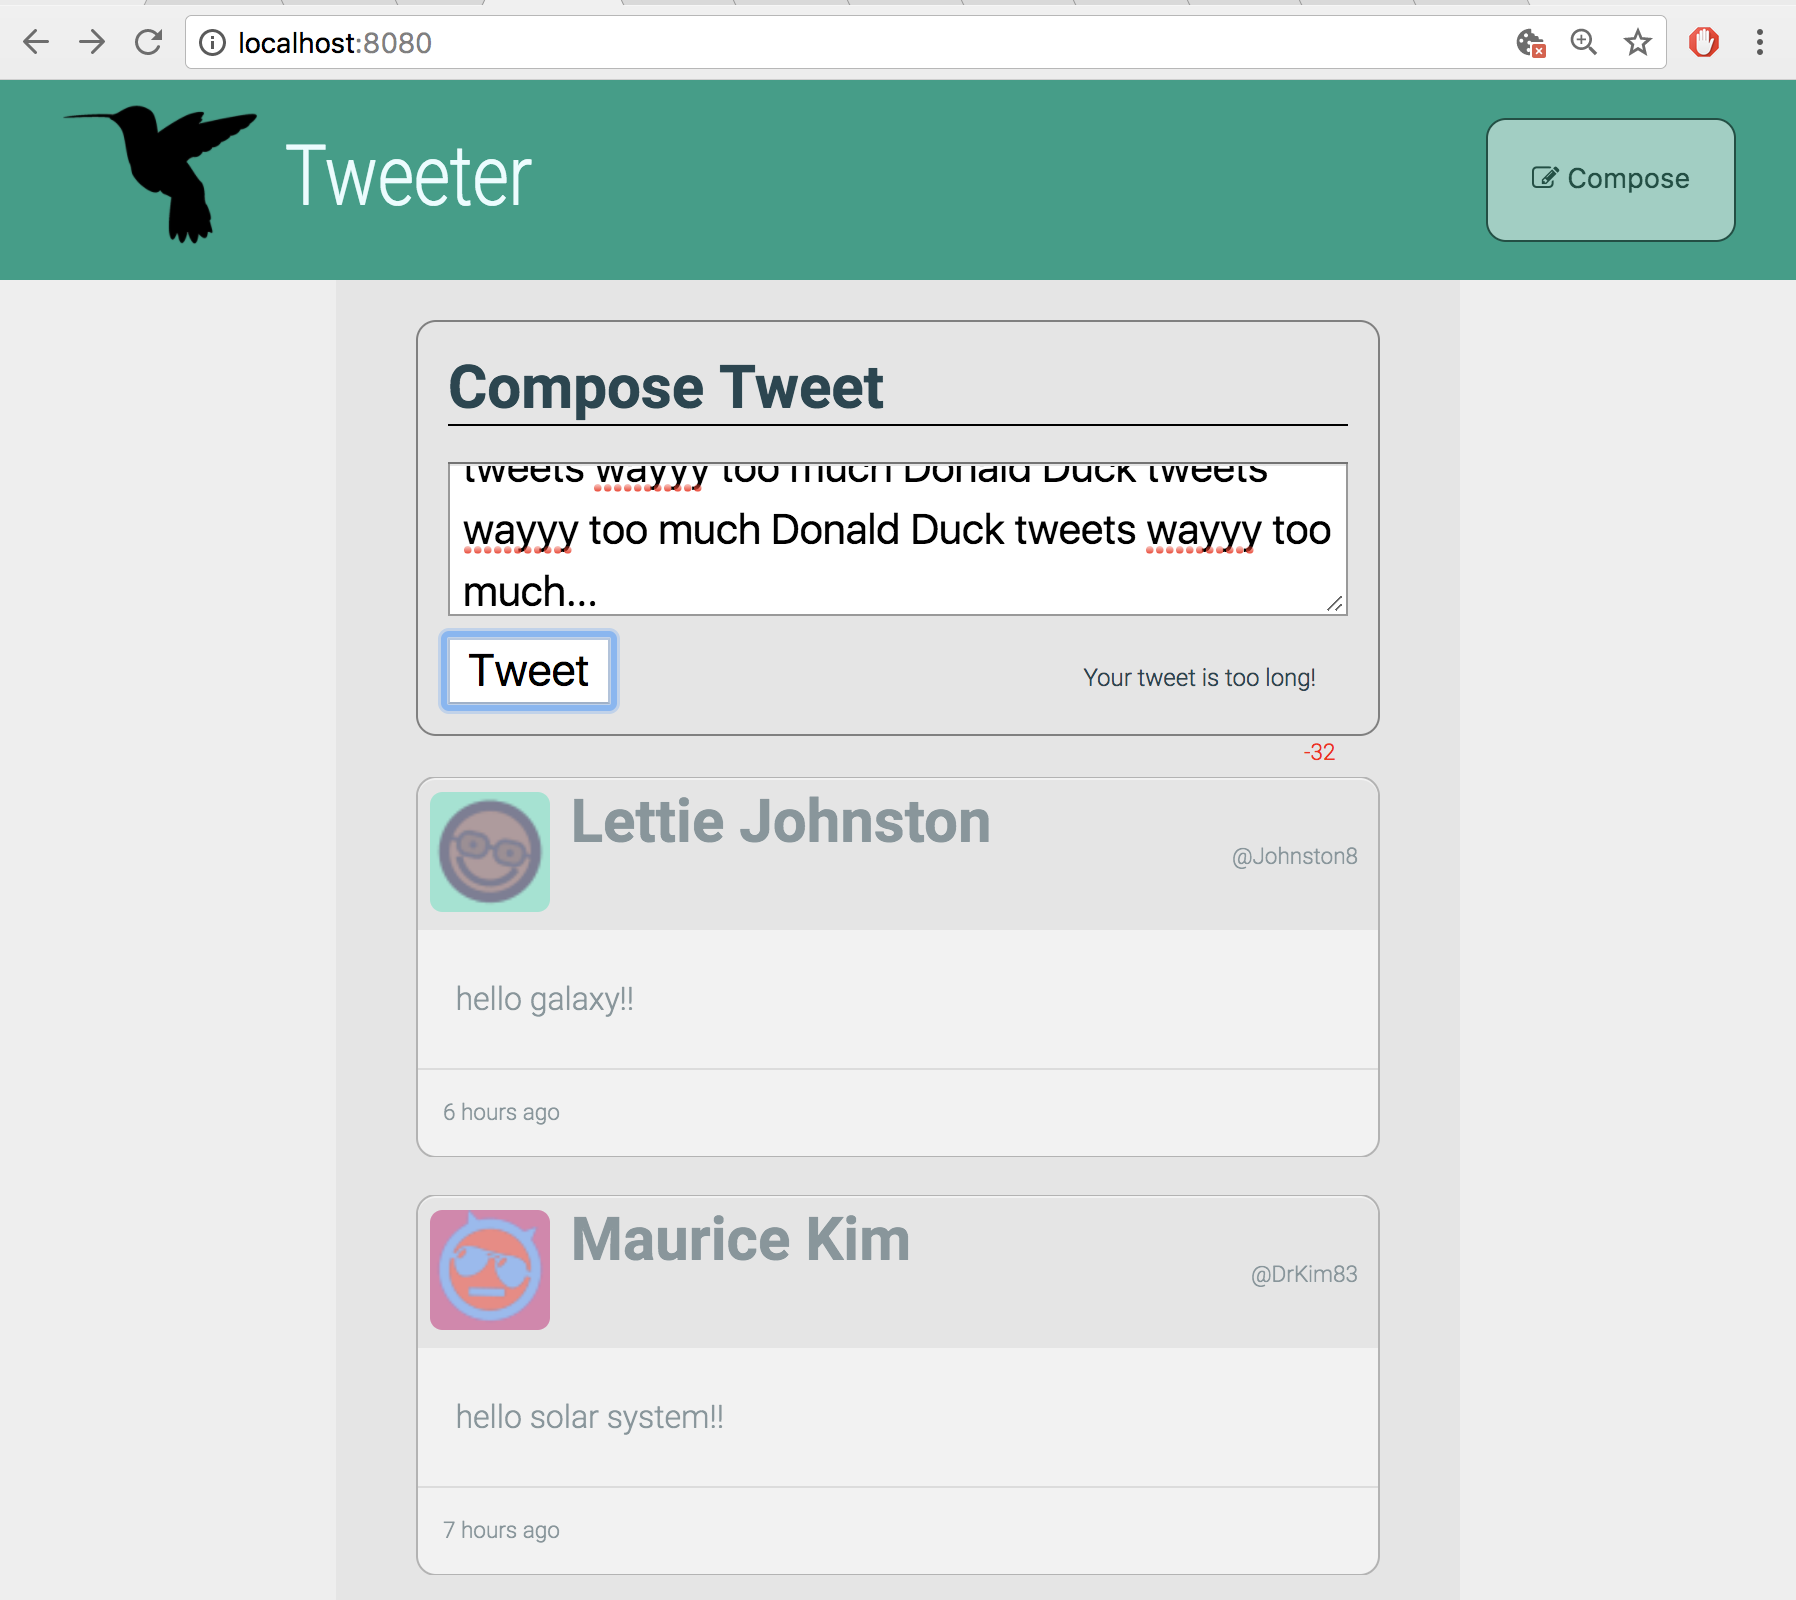 localhost:8080
Tweeter
Compose
Compose Tweet
tweets wayyy too much Donald Duck tweets
wayyy too much Donald Duck tweets wayyy too
much...
Tweet
Your tweet is too long!
-32
Lettie Johnston
@Johnston8
hello galaxy!!
6 hours ago
Maurice Kim
@DrKim83
hello solar system!!
7 hours ago